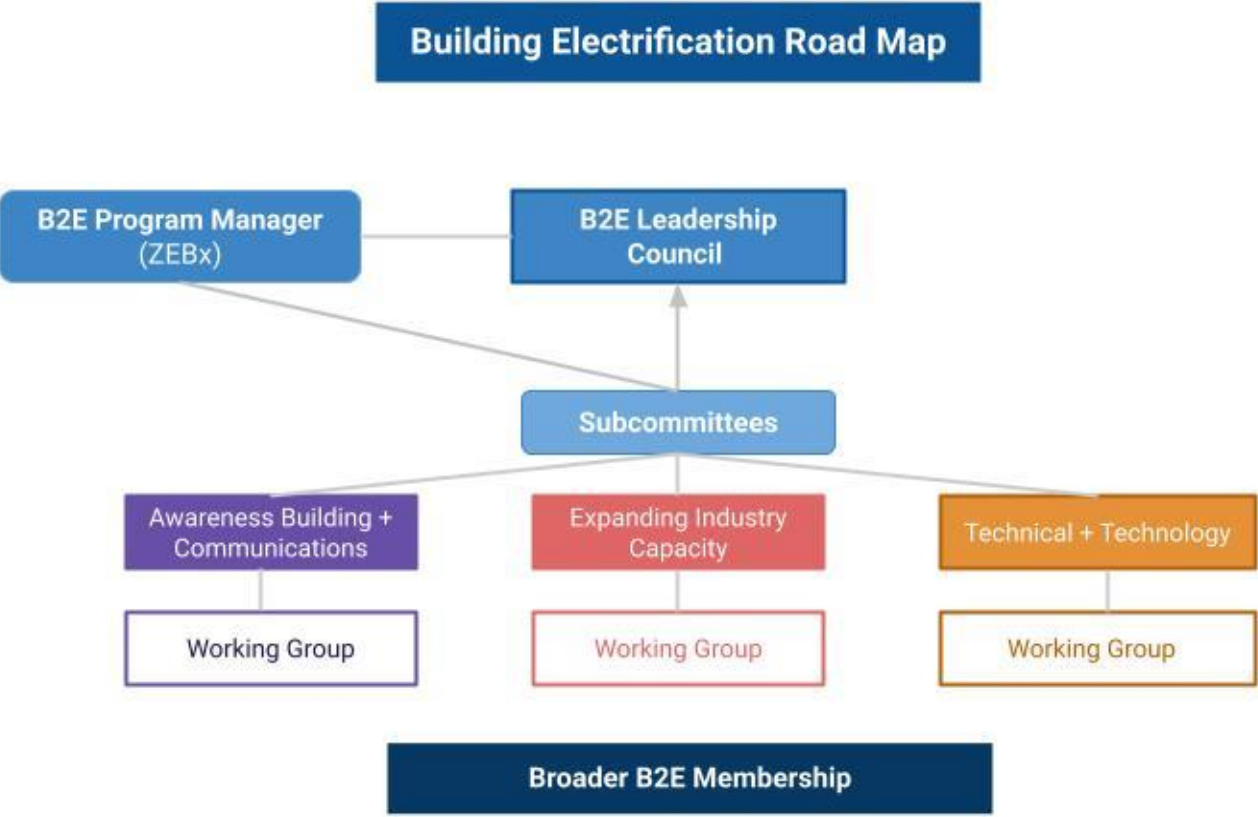 Building Electrification Road Map
B2E Program Manager
(ZEBx)
B2E Leadership
Council
Subcommittees
Awareness Building +
Communications
Expanding Industry
Capacity
Technical + Technology
Working Group
Working Group
Working Group
Broader B2E Membership